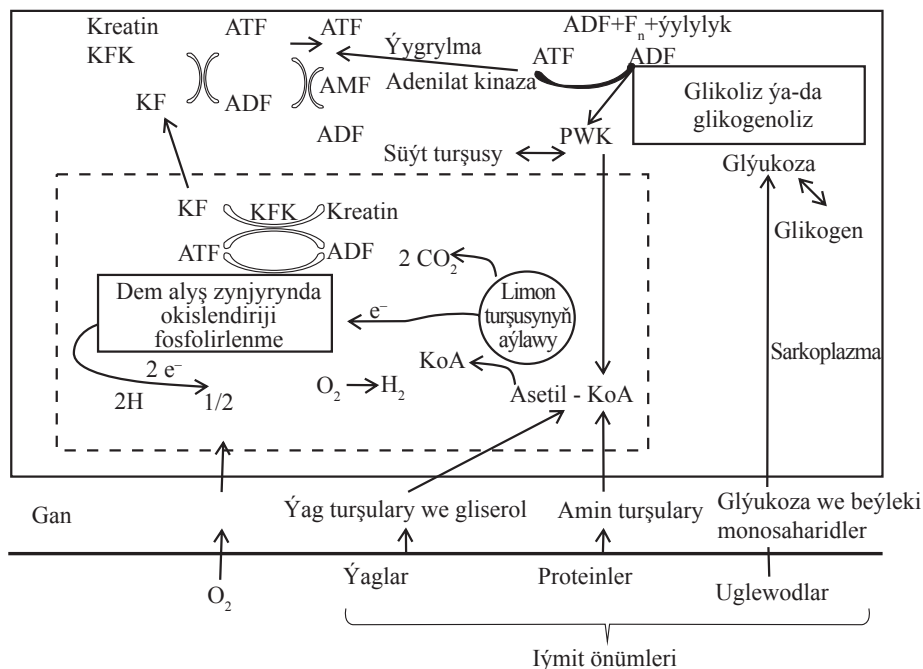 Kreatin
KFK
ATF
ATF
ADF+Fn+ýylylyk
Ýygrylma
ATF
ADF
Adenilat kinaza
AMF
KF
ADF
ADF
Glikoliz ýa-da
glikogenoliz
PWK
Süýt turşusy
Glýukoza
Glikogen
KF
KFK
Kreatin
ATF
ADF
2 CO₂
Dem alyş zynjyrynda
okislendiriji
fosfolirlenme
e⁻
Limon
turşusynyň
aýlawy
KoA
Sarkoplazma
2 e⁻
2H
1/2
O₂
H₂
Asetil - KoA
Gan
Ýag turşulary we gliserol
Amin turşulary
Glýukoza we beýleki
monosaharidler
O₂
Ýaglar
Proteinler
Uglewodlar
Iýmit önümleri